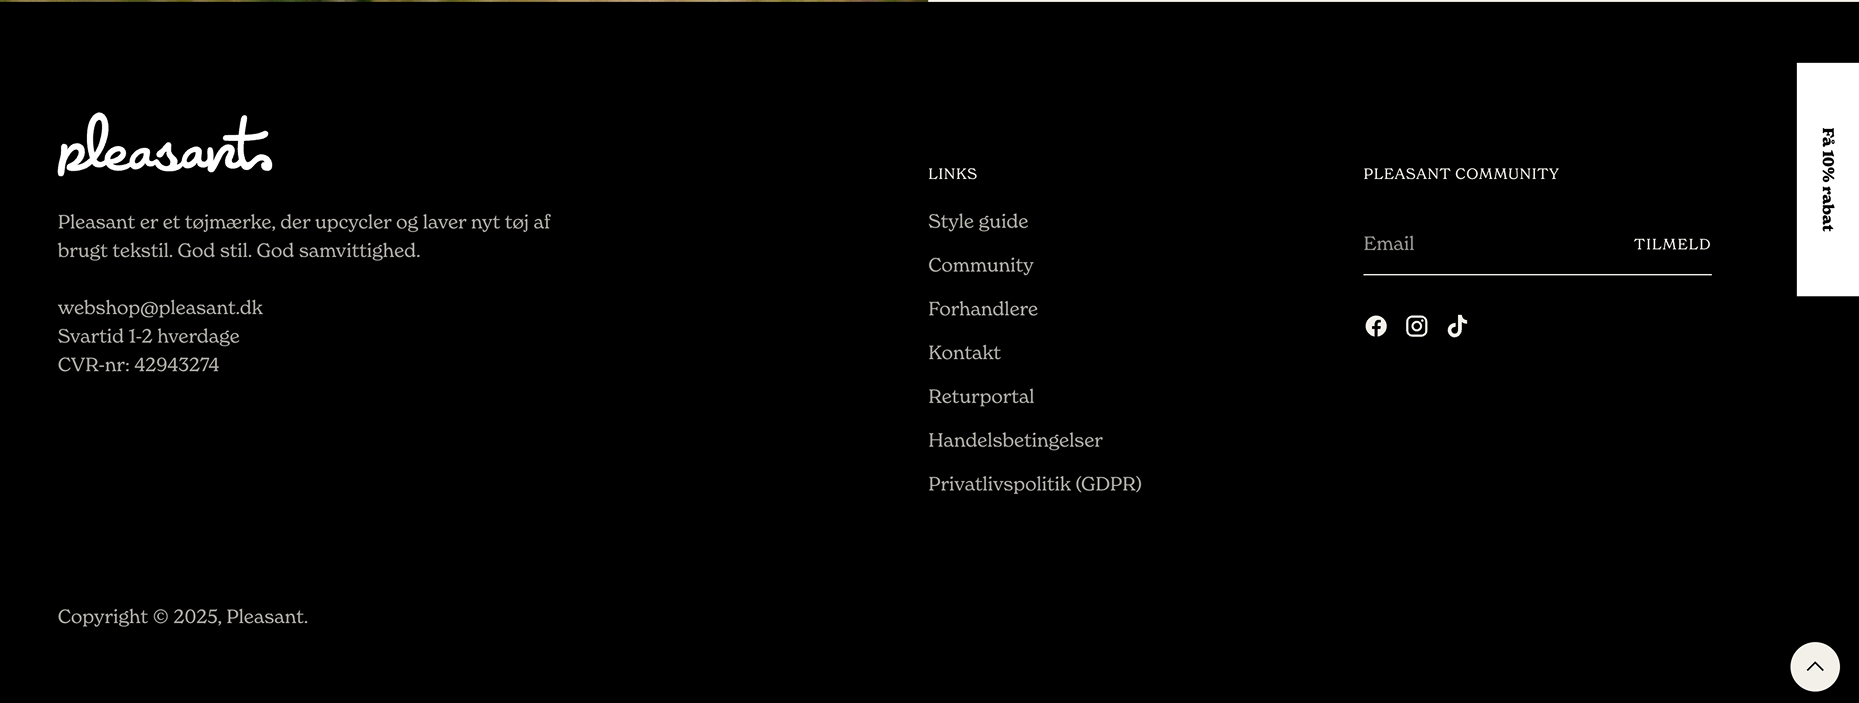 pleasant
Pleasant er et tøjmærke, der upcycler og laver nyt tøj af
brugt tekstil. God stil. God samvittighed.
webshop@pleasant.dk
Svartid 1-2 hverdage
CVR-nr: 42943274
LINKS
Style guide
Community
Forhandlere
Kontakt
Returportal
Handelsbetingelser
Privatlivspolitik (GDPR)
PLEASANT COMMUNITY
Email
TILMELD
Få 10% rabat
Copyright © 2025, Pleasant.